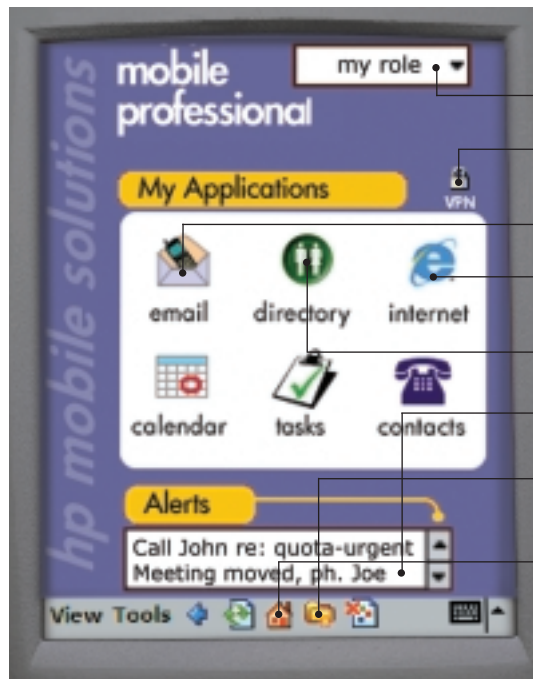 hp mobile solutions
mobile
professional
my role
My Applications
VPN
email directory internet
calendar tasks contacts
Alerts
Call John re: quota-urgent
Meeting moved, ph. Joe
View Tools